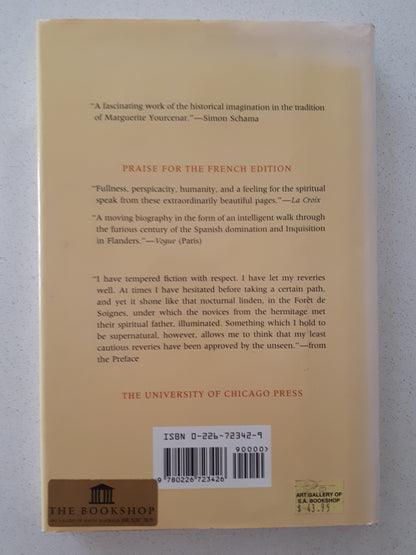 "A fascinating work of the historical imagination in the tradition
of Marguerite Yourcenar."—Simon Schama
PRAISE FOR THE FRENCH EDITION
"Fullness, perspicacity, humanity, and a feeling for the spiritual
speak from these extraordinarily beautiful pages."—La Croix
"A moving biography in the form of an intelligent walk through
the furious century of the Spanish domination and Inquisition
in Flanders."—Vogue (Paris)
"I have tempered fiction with respect. I have let my reveries
well. At times I have hesitated before taking a certain path,
and yet it shone like that nocturnal linden, in the Forêt de
Soignes, under which the novices from the hermitage met
their spiritual father, illuminated. Something which I hold to
be supernatural, however, allows me to think that my least
cautious reveries have been approved by the unseen."—from
the Preface
THE UNIVERSITY OF CHICAGO PRESS
ISBN 0-226-72342-9
90000>
9 780226 723426
THE BOOKSHOP
ART GALLERY OF
S.A. BOOKSHOP
$ 43.95